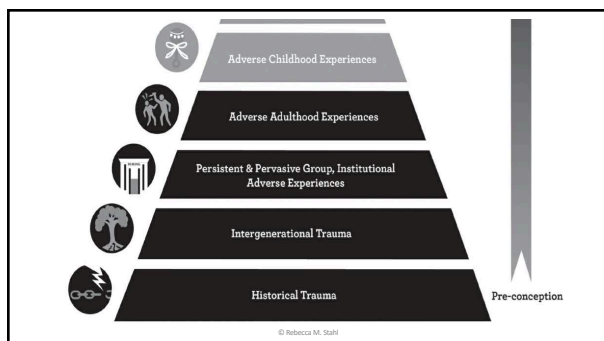 Adverse Childhood Experiences
Adverse Adulthood Experiences
Persistent & Pervasive Group, Institutional
Adverse Experiences
Intergenerational Trauma
Historical Trauma
Pre-conception
© Rebecca M. Stahl